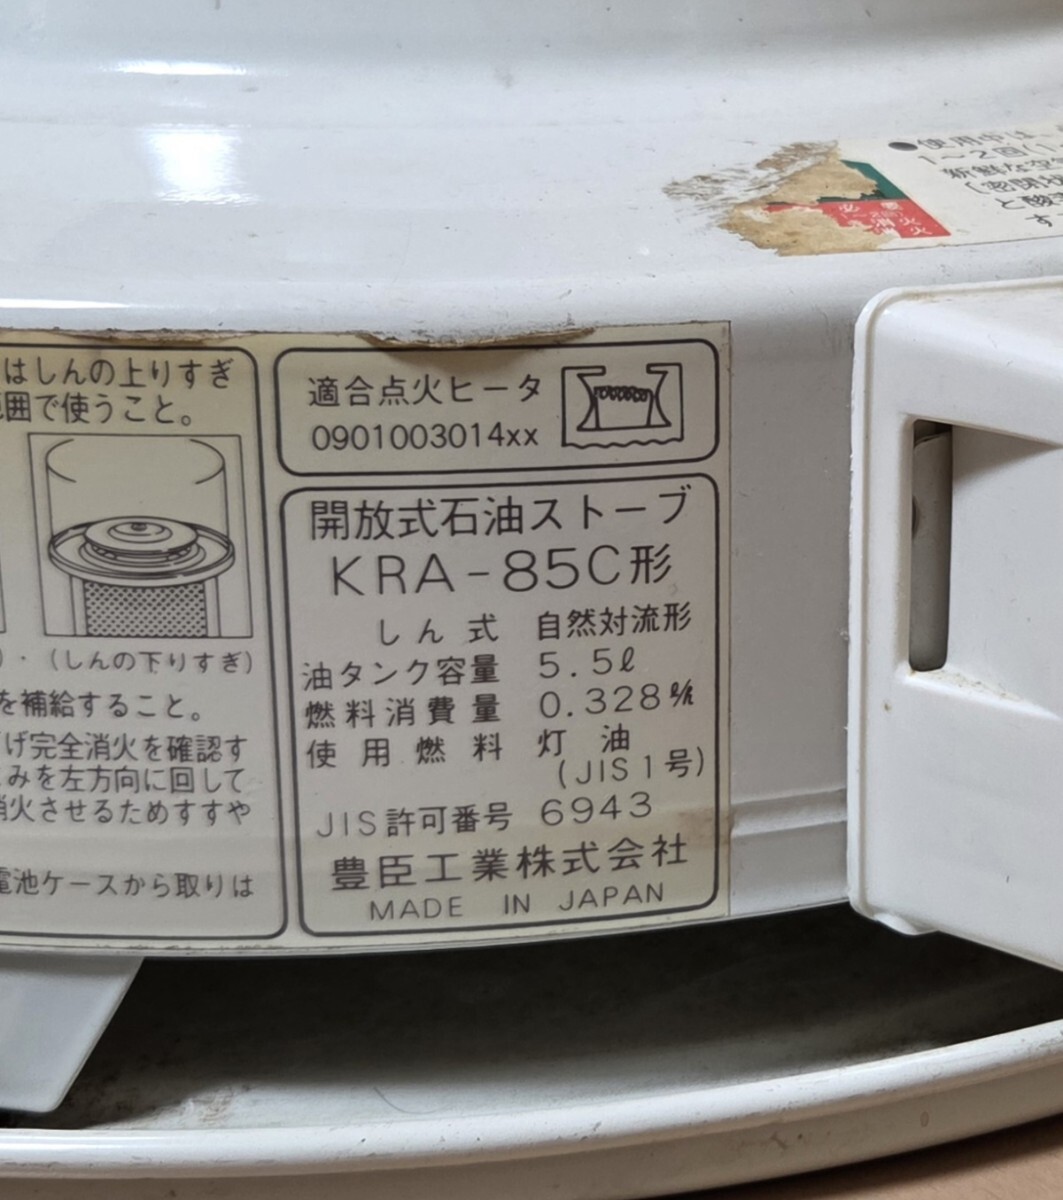 ●使用中は、
1～2回(1
新鮮な空
(密閉
と酸
す
はしんの上りすぎ
範囲で使うこと。
)・(しんの下りすぎ)
を補給すること。
げ完全消火を確認す
みを左方向に回して
消火させるためすすや
電池ケースから取りは
適合点火ヒータ
0901003014xx
開放式石油ストーブ
KRA-85C形
しん式 自然対流形
油タンク容量 5.5ℓ
燃料消費量 0.328ℓ/h
使用燃料 灯油
(JIS1号)
JIS許可番号 6943
豊臣工業株式会社
MADE IN JAPAN